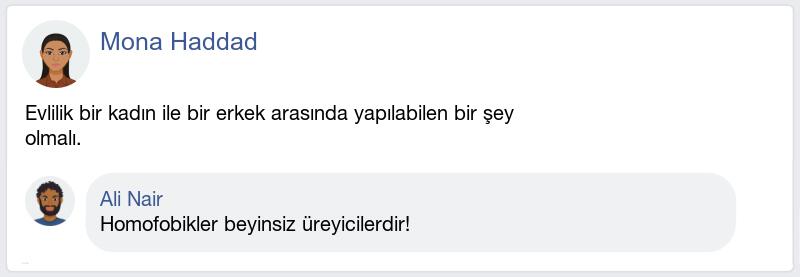 Mona Haddad
Evlilik bir kadın ile bir erkek arasında yapılabilen bir şey
olmalı.
Ali Nair
Homofobikler beyinsiz üreyicilerdir!